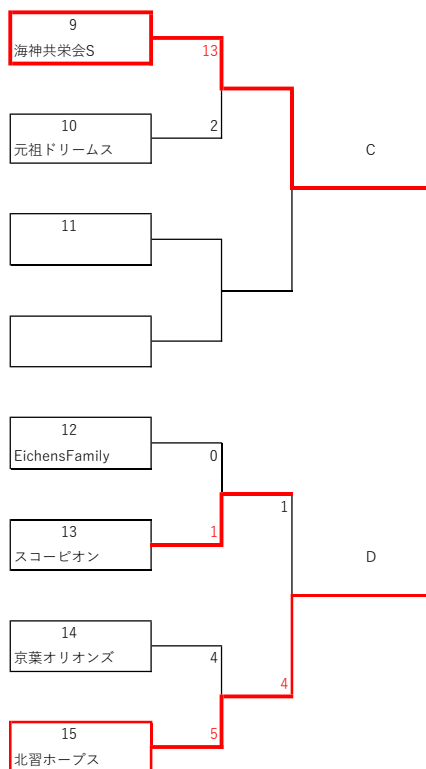 9
海神共栄会S
13
10
元祖ドリームス
2
C
11
12
EichensFamily
0
13
スコーピオン
1
1
D
14
京葉オリオンズ
4
4
15
北習ホープス
5